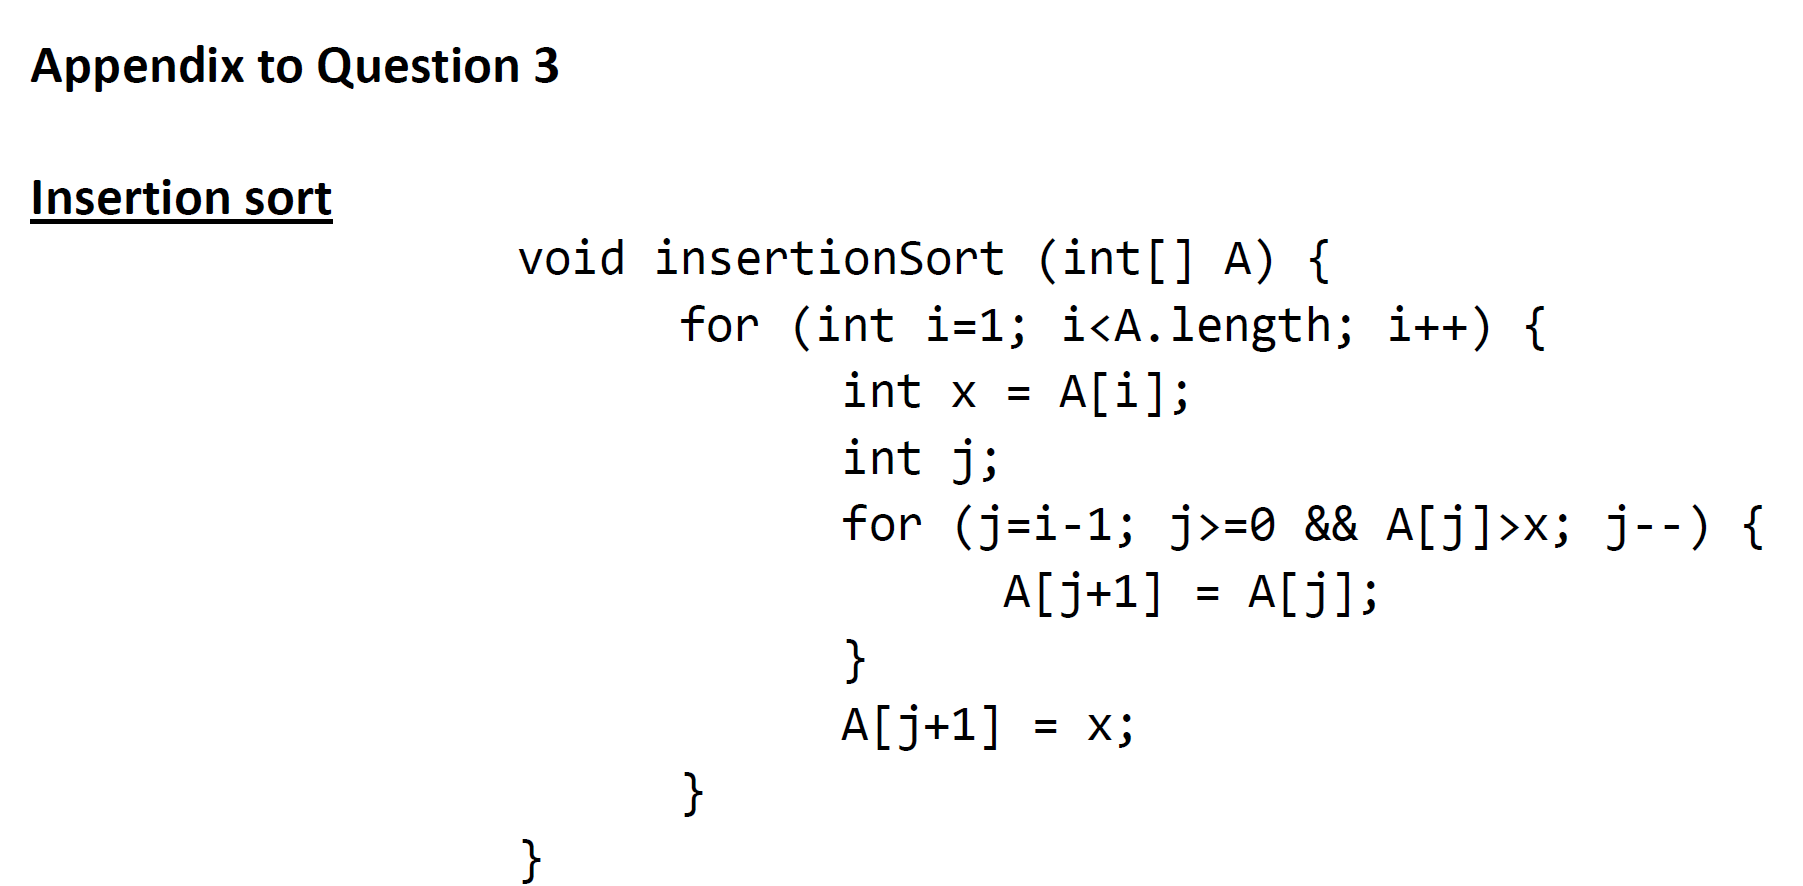 Appendix to Question 3
Insertion sort
void insertionSort (int[] A) {
for (int i=1; i<A.length; i++) {
int x = A[i];
int j;
for (j=i-1; j>=0 && A[j]>x; j--) {
A[j+1] = A[j];
}
A[j+1] = x;
}
}